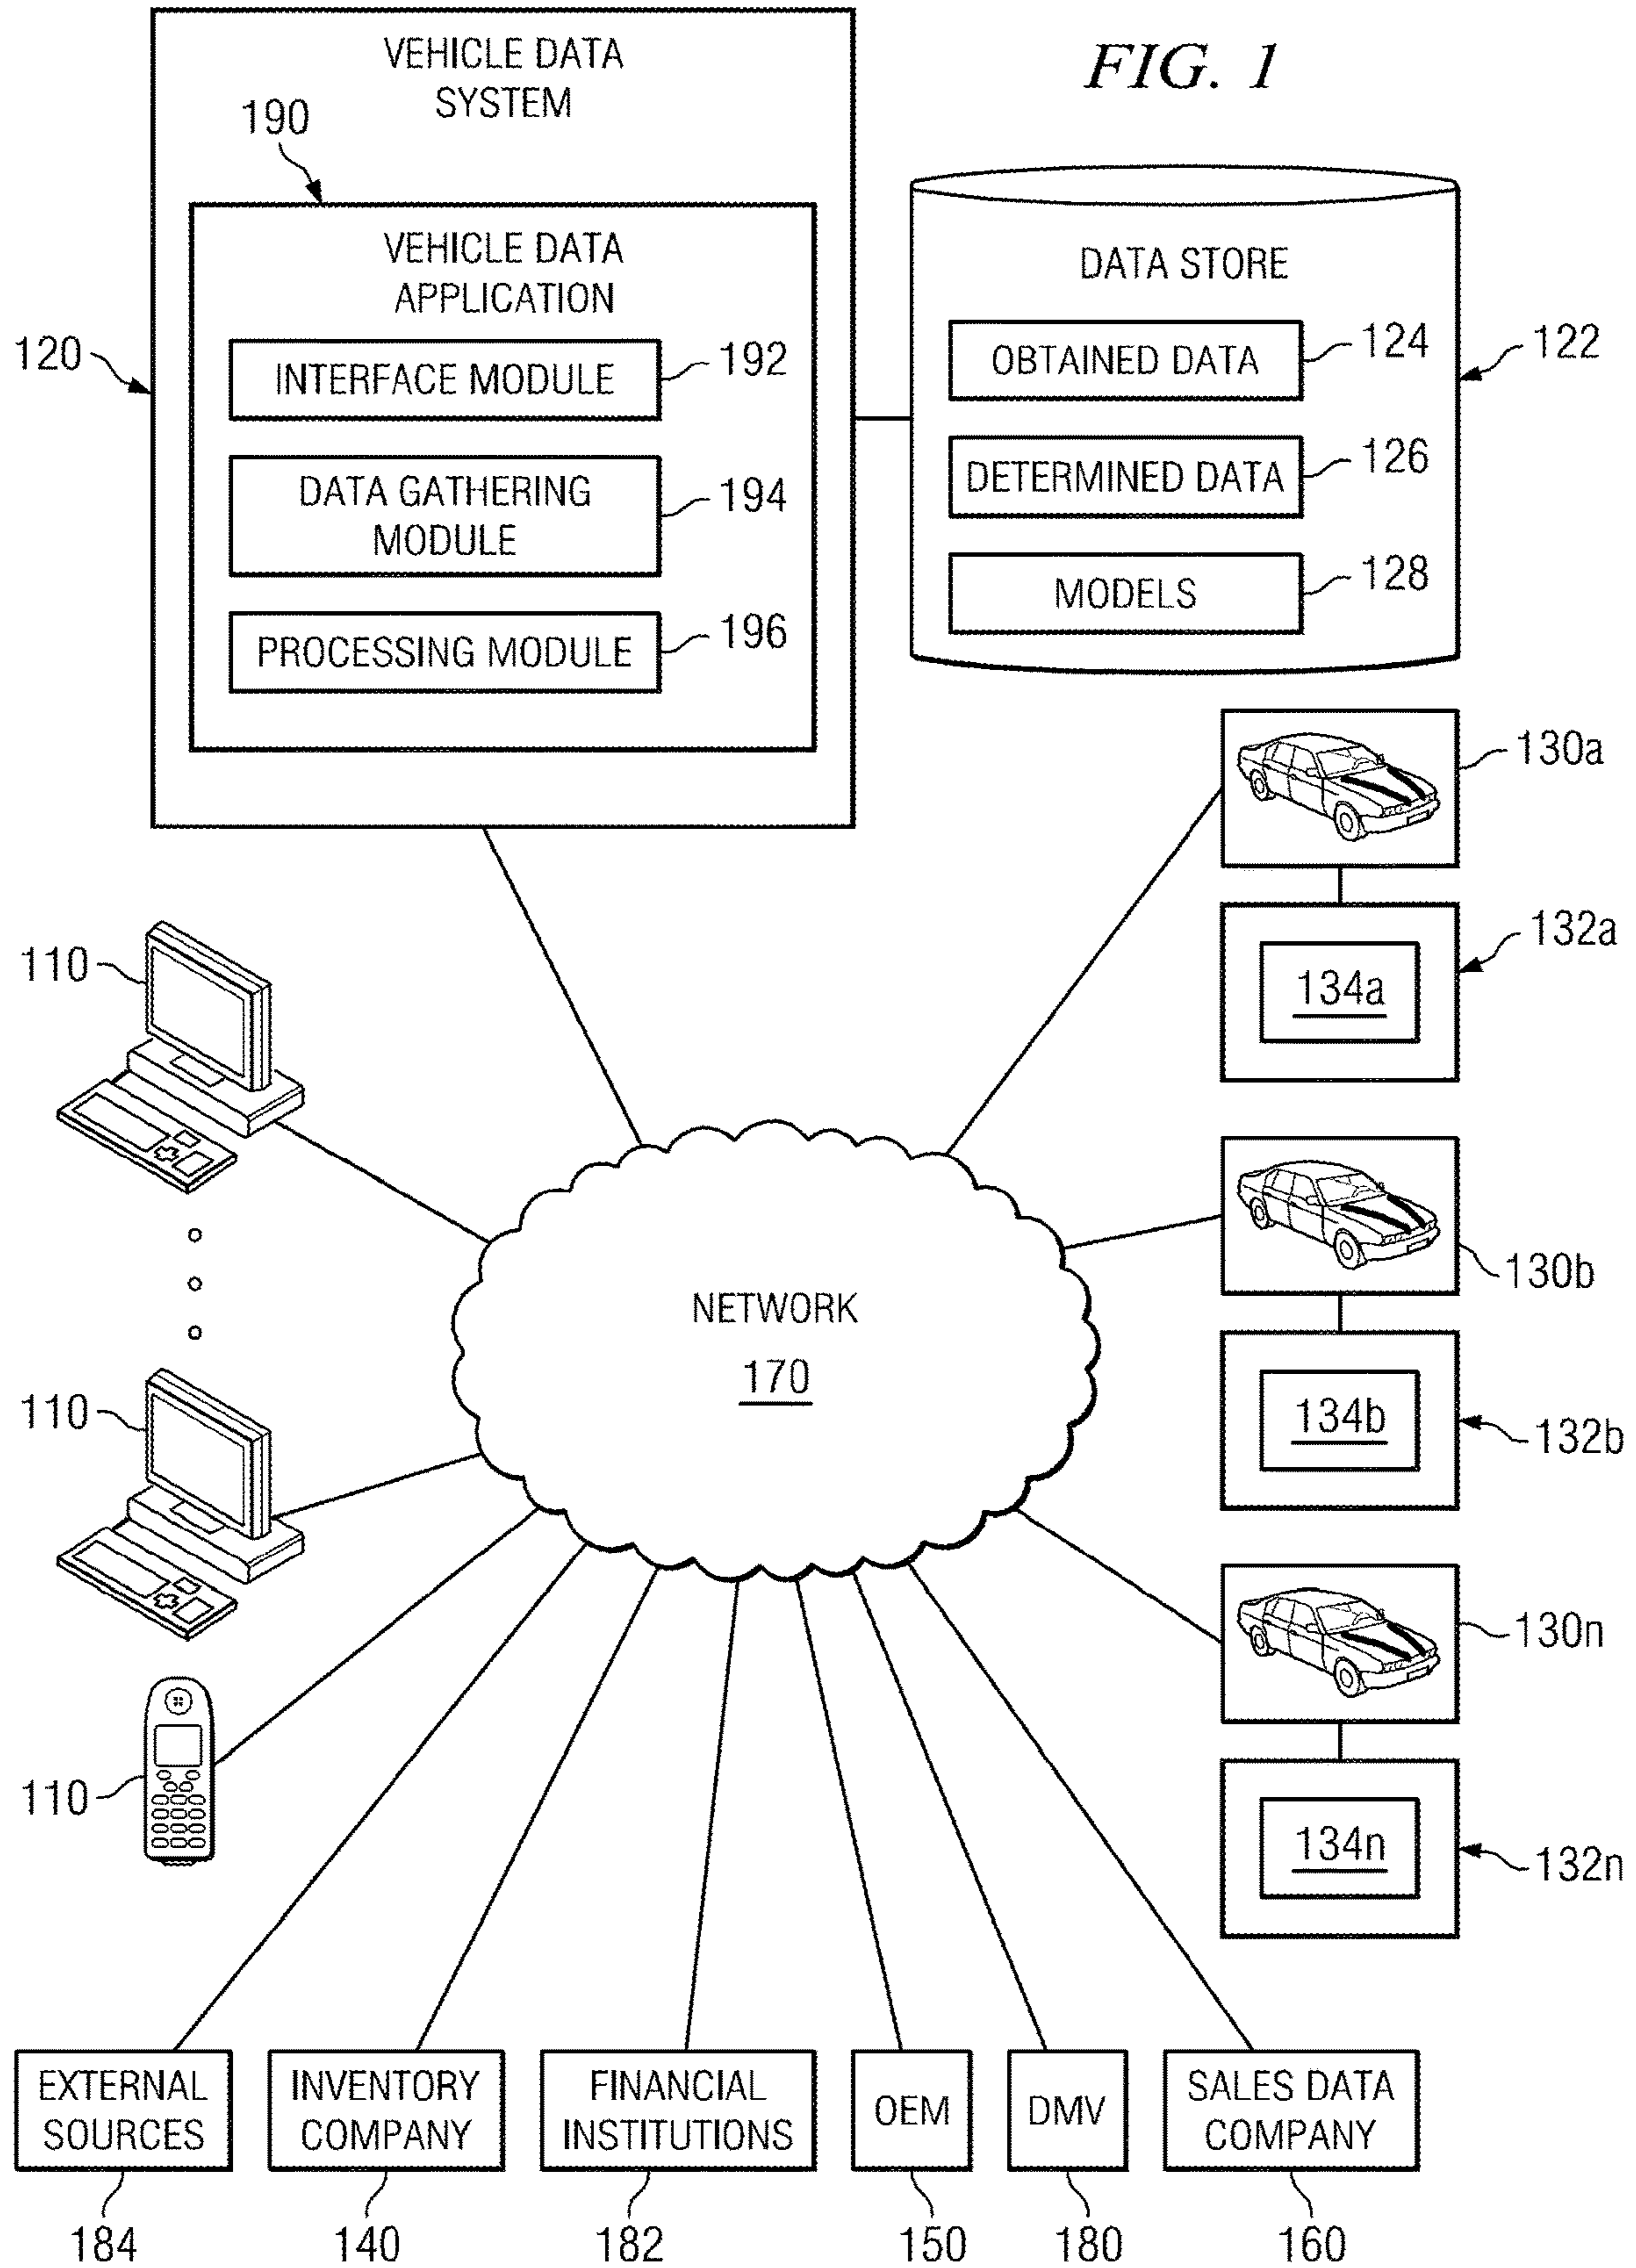 FIG. 1
VEHICLE DATA
SYSTEM
190
VEHICLE DATA
APPLICATION
120
INTERFACE MODULE
192
DATA GATHERING
MODULE
194
PROCESSING MODULE
196
DATA STORE
OBTAINED DATA
124
122
DETERMINED DATA
126
MODELS
128
130a
132a
134a
110
130b
NETWORK
170
110
134b
132b
130n
110
134n
132n
EXTERNAL
SOURCES
INVENTORY
COMPANY
FINANCIAL
INSTITUTIONS
OEM
DMV
SALES DATA
COMPANY
184
140
182
150
180
160